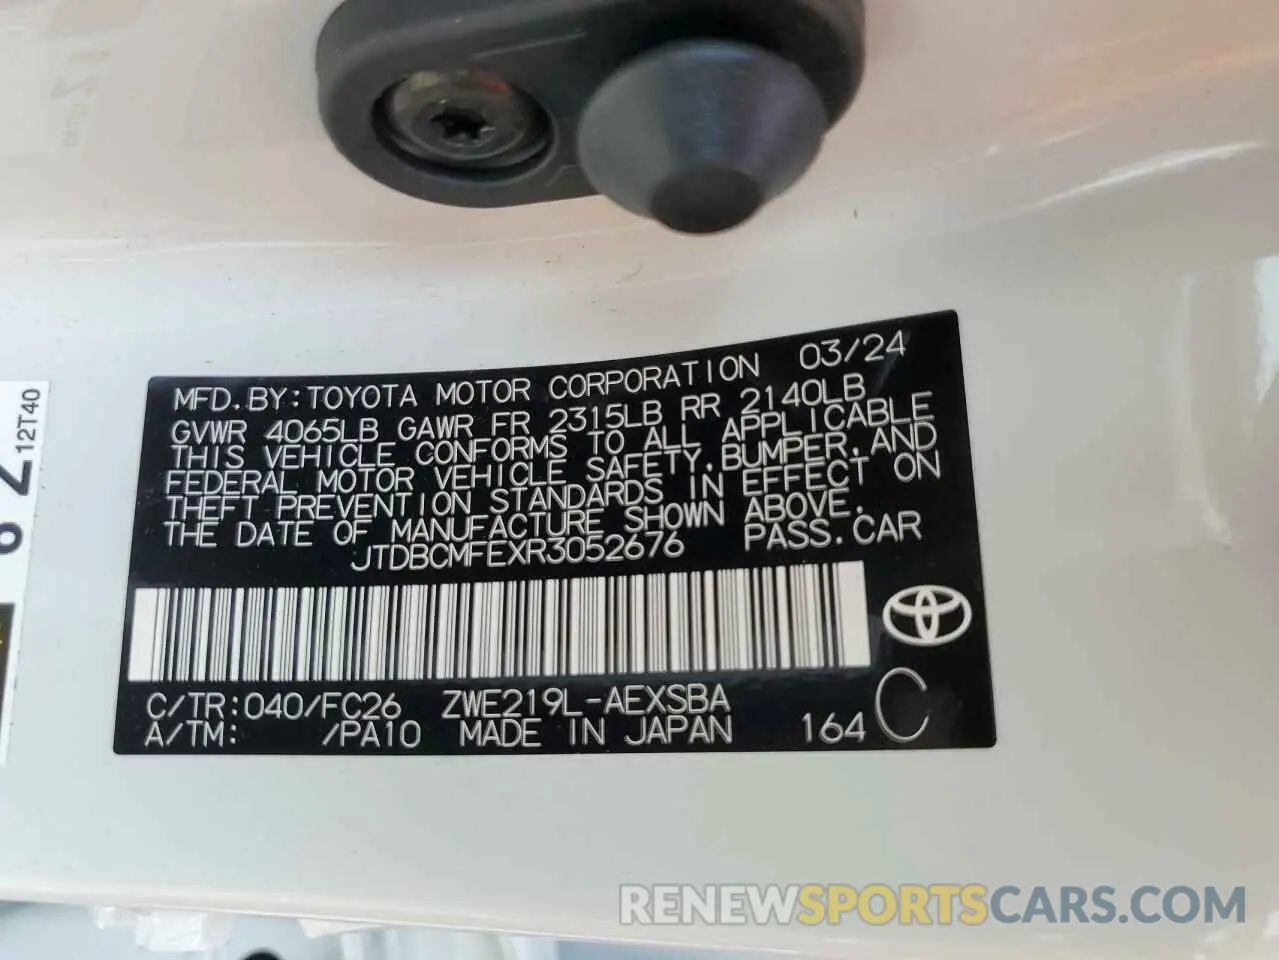 MFD. BY: TOYOTA MOTOR CORPORATION 03/24
GVWR 4065LB GAWR FR 2315LB RR 2140LB
THIS VEHICLE CONFORMS TO ALL APPLICABLE
FEDERAL MOTOR VEHICLE SAFETY, BUMPER, AND
THEFT PREVENTION STANDARDS IN EFFECT ON
THE DATE OF MANUFACTURE SHOWN ABOVE.
JTDBCMFEXR3052676 PASS. CAR
C/TR: 040/FC26 ZWE219L-AEXSBA
A/TM: /PA10 MADE IN JAPAN 164 C
12T40
RENEWSPORTSCARS.COM